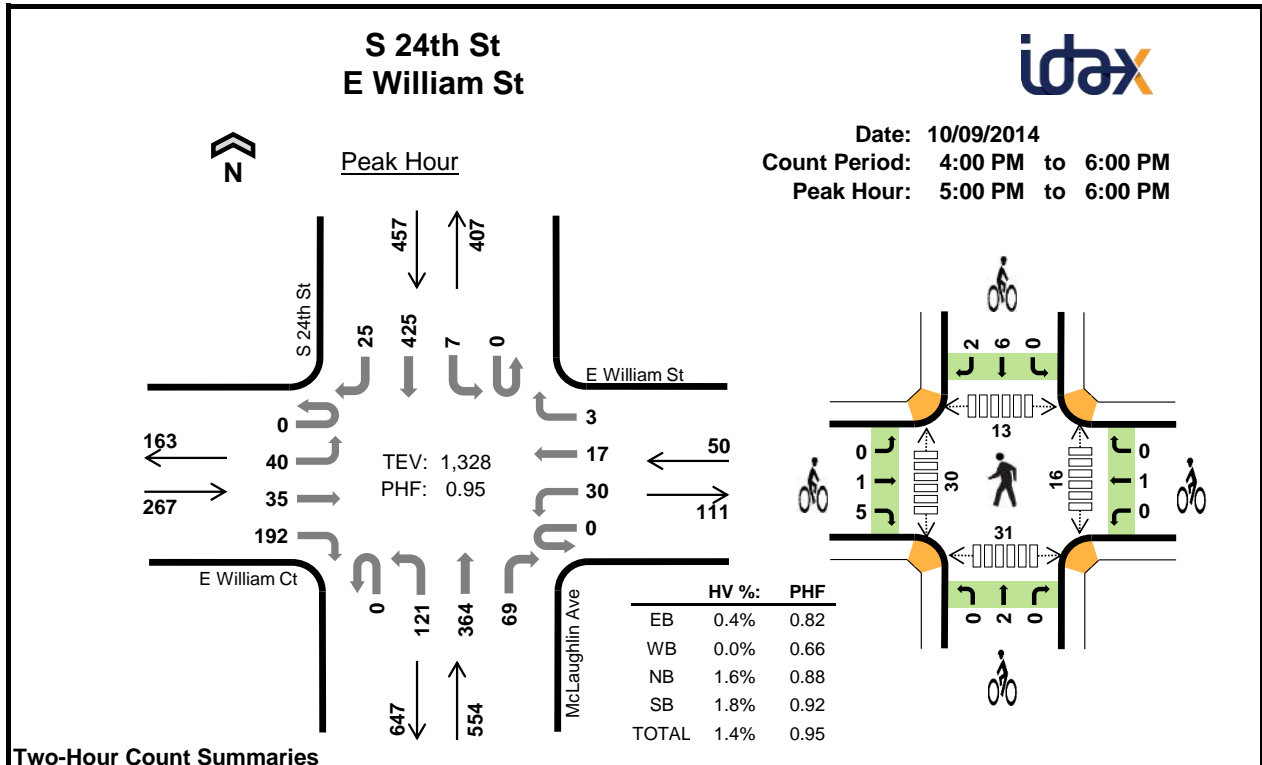 S 24th St
E William St
idax
N
Peak Hour
Date: 10/09/2014
Count Period: 4:00 PM to 6:00 PM
Peak Hour: 5:00 PM to 6:00 PM
457
407
S 24th St
25
425
7
0
E William St
0
40
35
192
163
267
TEV: 1,328
PHF: 0.95
3
17
30
0
50
111
E William Ct
0
121
364
69
McLaughlin Ave
647
554
HV %: PHF
EB 0.4% 0.82
WB 0.0% 0.66
NB 1.6% 0.88
SB 1.8% 0.92
TOTAL 1.4% 0.95
2
6
0
13
0
1
5
30
16
0
1
0
31
0
2
0
Two-Hour Count Summaries